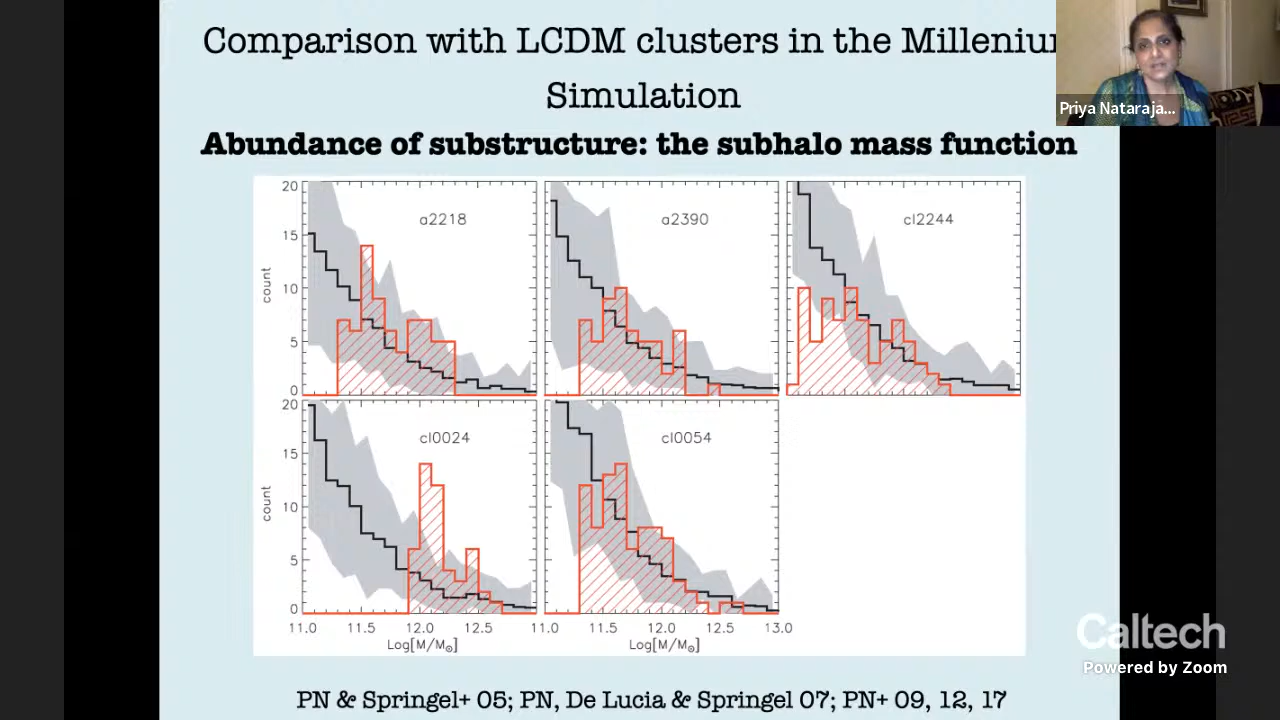 Comparison with LCDM clusters in the Milleniu
Simulation
Priya Nataraja...
Abundance of substructure: the subhalo mass function
20
15
10
5
0
count
a2218
a2390
cl2244
20
15
10
5
0
count
cl0024
cl0054
11.0 11.5 12.0 12.5 11.0 11.5 12.0 12.5 13.0
Log[M/M☉] Log[M/M☉]
Caltech
Powered by Zoom
PN & Springel+ 05; PN, De Lucia & Springel 07; PN+ 09, 12, 17